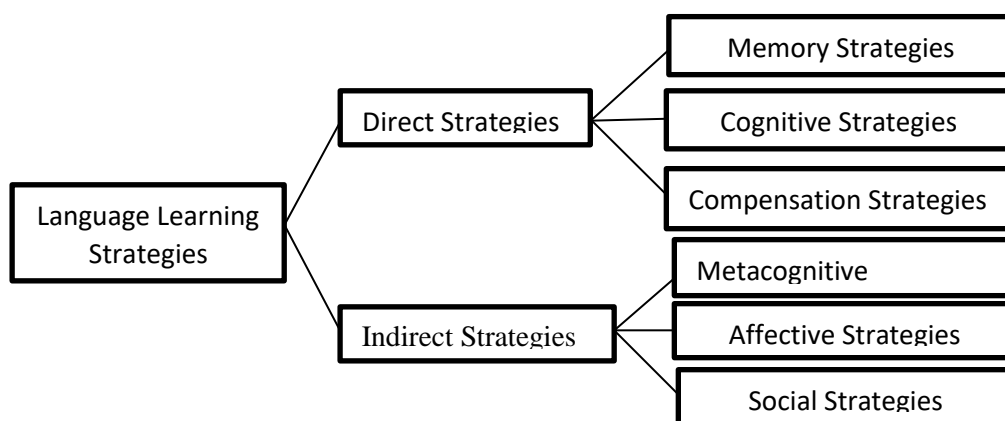 Language Learning
Strategies
Direct Strategies
Memory Strategies
Cognitive Strategies
Compensation Strategies
Indirect Strategies
Metacognitive
Affective Strategies
Social Strategies